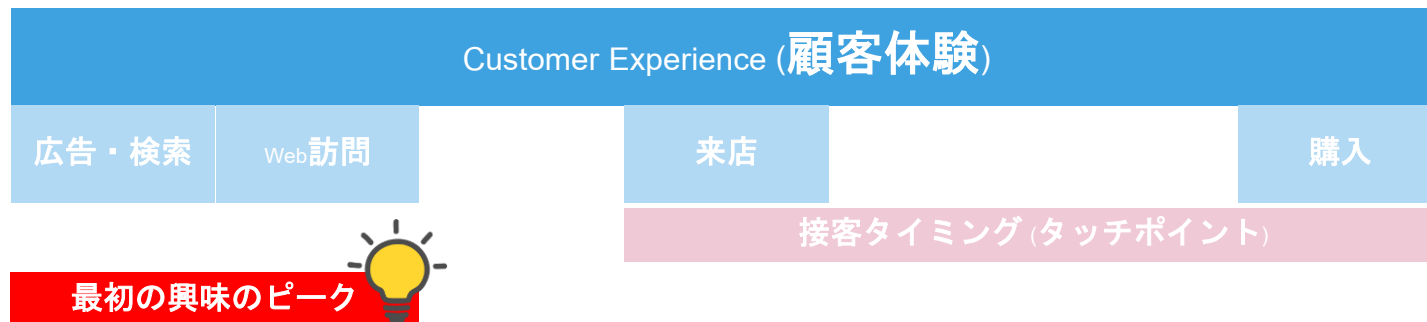 Customer Experience (顧客体験)
広告・検索
Web訪問
来店
購入
接客タイミング (タッチポイント)
最初の興味のピーク